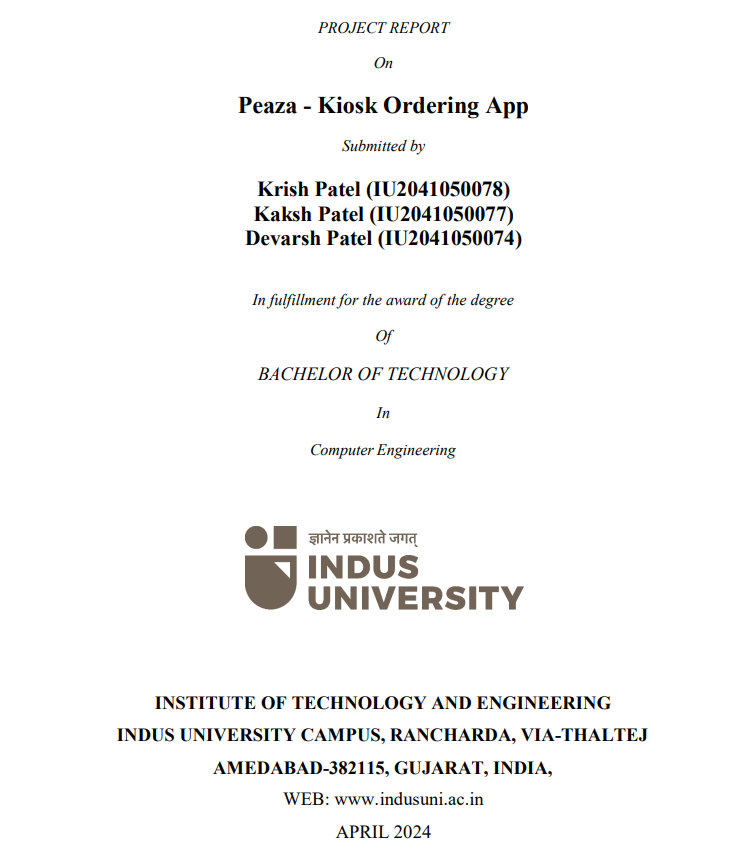 PROJECT REPORT
On
Peaza - Kiosk Ordering App
Submitted by
Krish Patel (IU2041050078)
Kaksh Patel (IU2041050077)
Devarsh Patel (IU2041050074)
In fulfillment for the award of the degree
Of
BACHELOR OF TECHNOLOGY
In
Computer Engineering
ज्ञानेन प्रकाशते जगत्
INDUS
UNIVERSITY
INSTITUTE OF TECHNOLOGY AND ENGINEERING
INDUS UNIVERSITY CAMPUS, RANCHARDA, VIA-THALTEJ
AMEDABAD-382115, GUJARAT, INDIA,
WEB: www.indusuni.ac.in
APRIL 2024